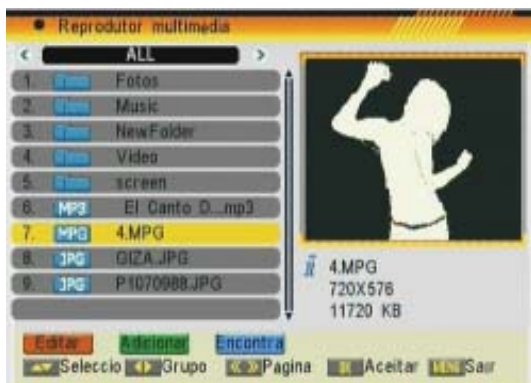 Reprodutor multimedia
< ALL >
1. Fotos
2. Music
3. NewFolder
4. Video
5. screen
6. MP3 El Canto D...mp3
7. MPG 4.MPG
8. JPG GIZA.JPG
9. JPG P1070988.JPG
4.MPG
720X576
11720 KB
Editar Adicionar Encontra
Seleccio Grupo Pagina OK Aceitar MENU Sair